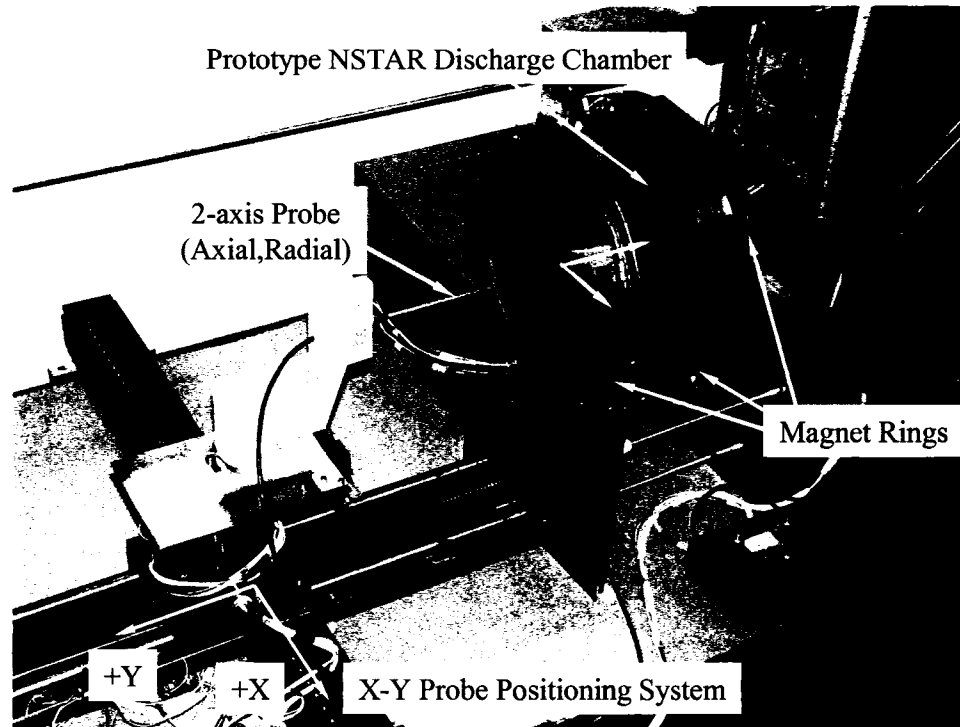 Prototype NSTAR Discharge Chamber
2-axis Probe
(Axial,Radial)
Magnet Rings
+Y
+X
X-Y Probe Positioning System